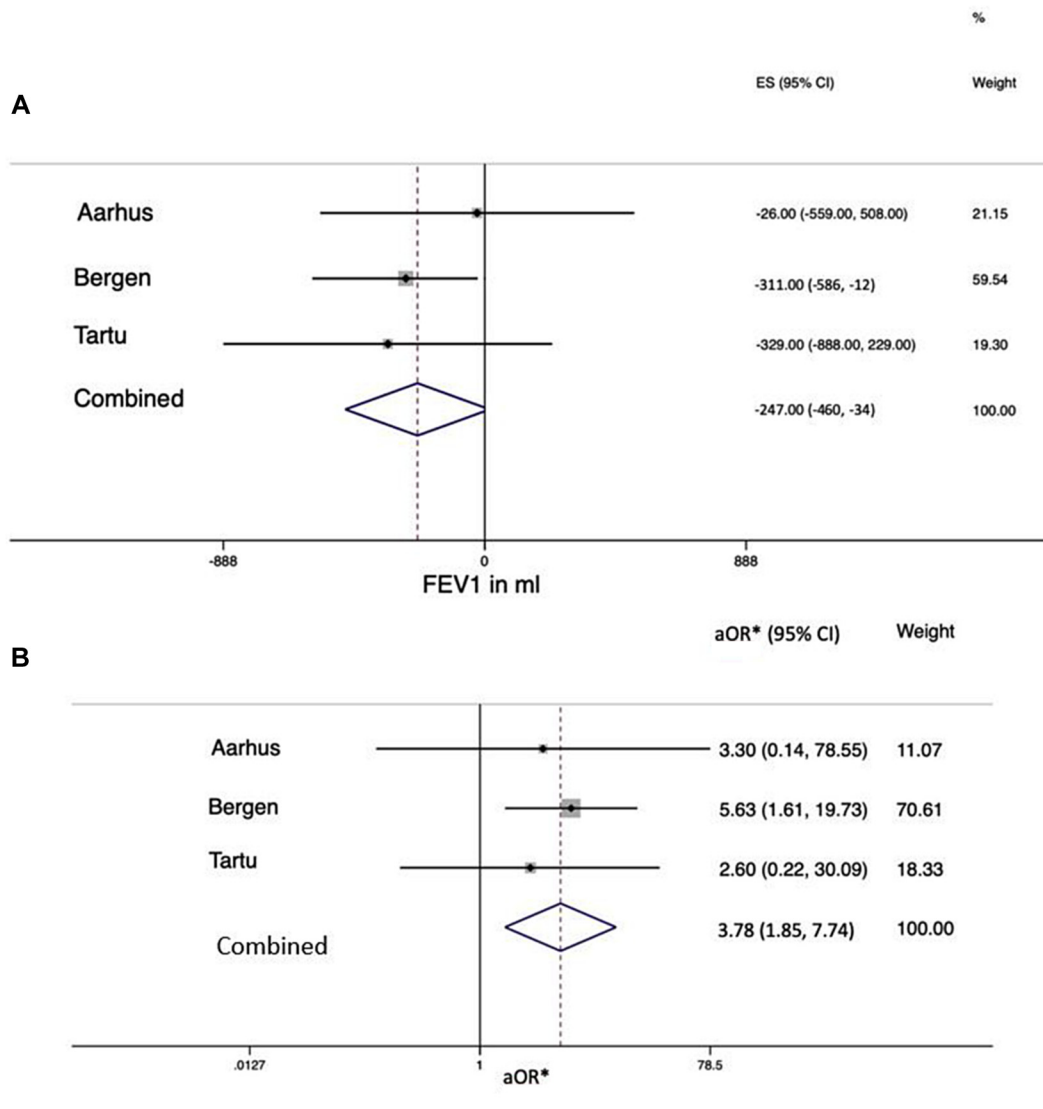 %
ES (95% CI) Weight
A
Aarhus -26.00 (-559.00, 508.00) 21.15
Bergen -311.00 (-586, -12) 59.54
Tartu -329.00 (-888.00, 229.00) 19.30
Combined -247.00 (-460, -34) 100.00
-888 0 888
FEV1 in ml
aOR* (95% CI) Weight
B
Aarhus 3.30 (0.14, 78.55) 11.07
Bergen 5.63 (1.61, 19.73) 70.61
Tartu 2.60 (0.22, 30.09) 18.33
Combined 3.78 (1.85, 7.74) 100.00
.0127 1 78.5
aOR*